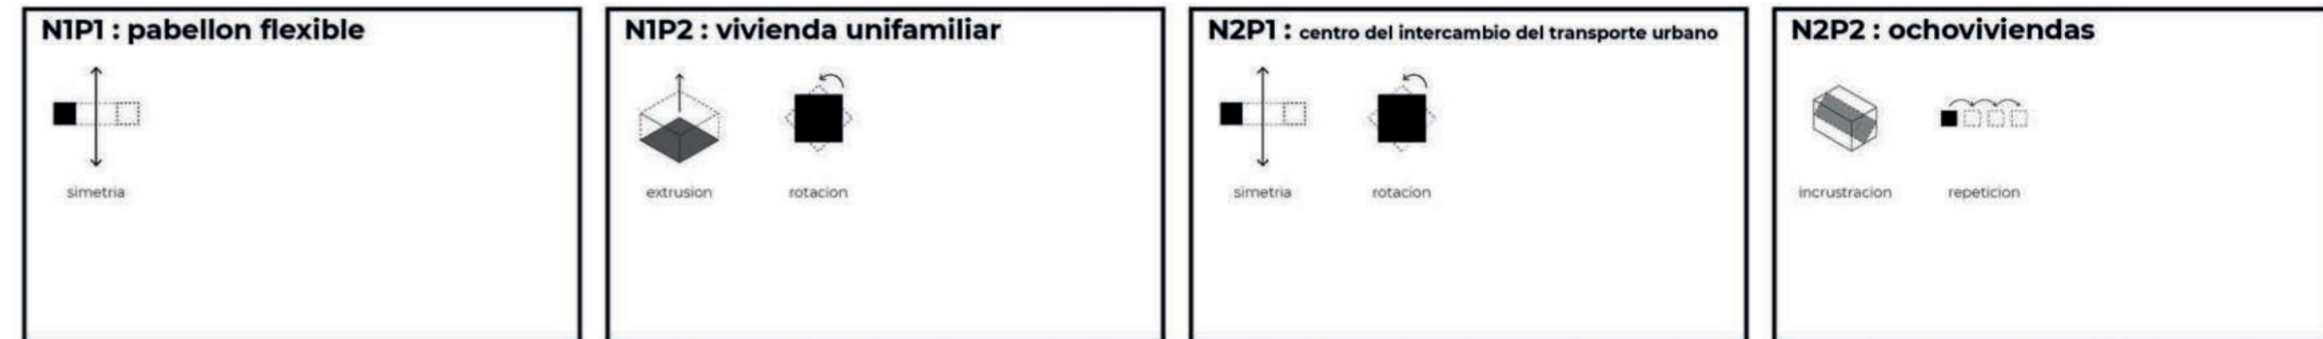 N1P1 : pabellon flexible
simetria
N1P2 : vivienda unifamiliar
extrusion
rotacion
N2P1 : centro del intercambio del transporte urbano
simetria
rotacion
N2P2 : ochoviviendas
incrustracion
repeticion